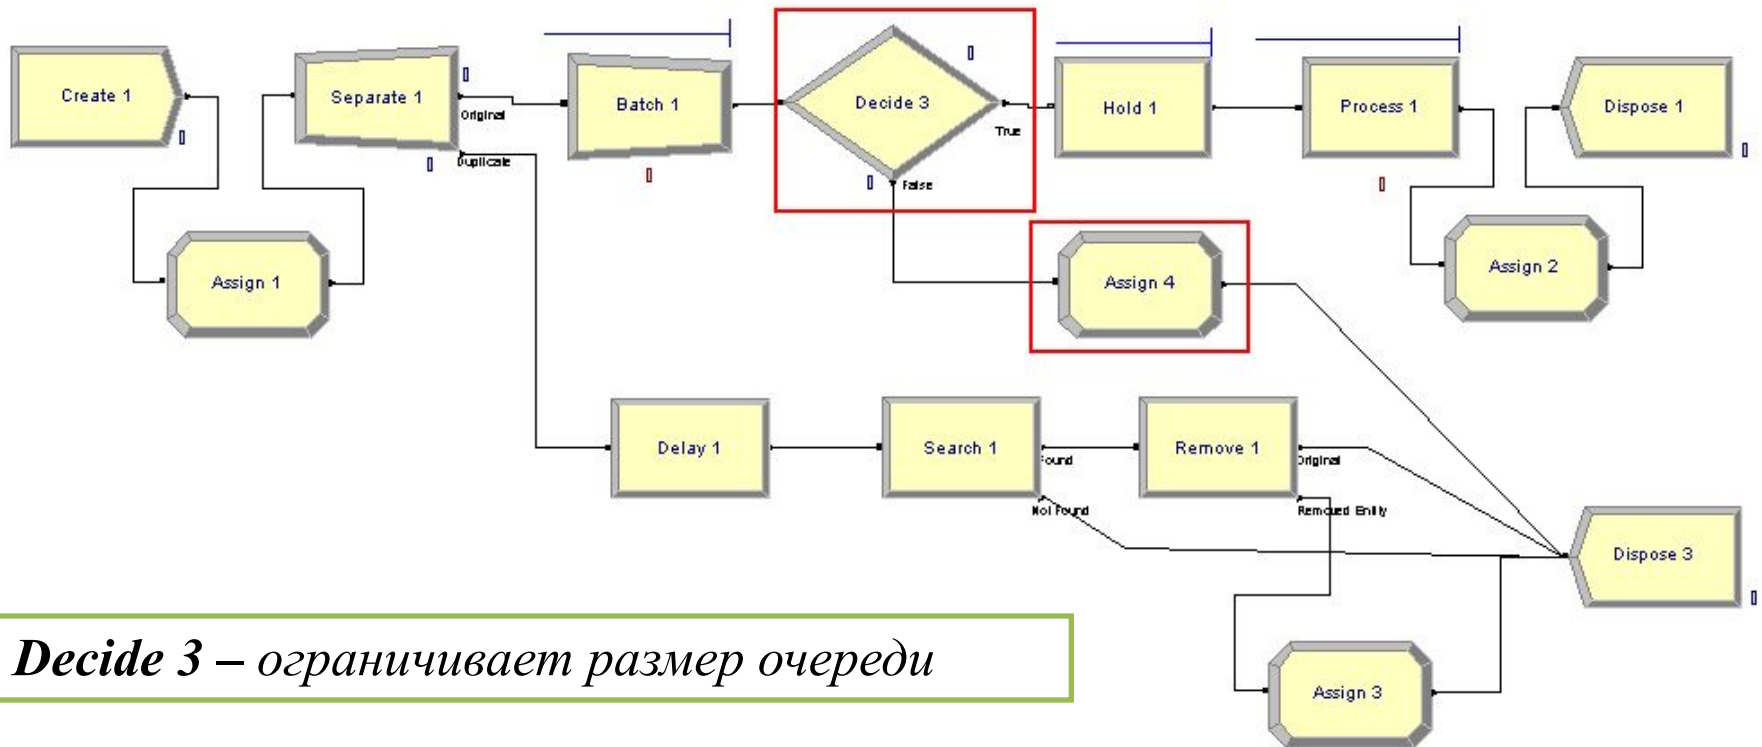 Create 1
Separate 1
Original
Duplicate
Batch 1
Decide 3
True
False
Hold 1
Process 1
Dispose 1
Assign 1
Assign 4
Assign 2
Delay 1
Search 1
Found
Not Found
Remove 1
Original
Removed Entity
Dispose 3
Assign 3
Decide 3 – ограничивает размер очереди